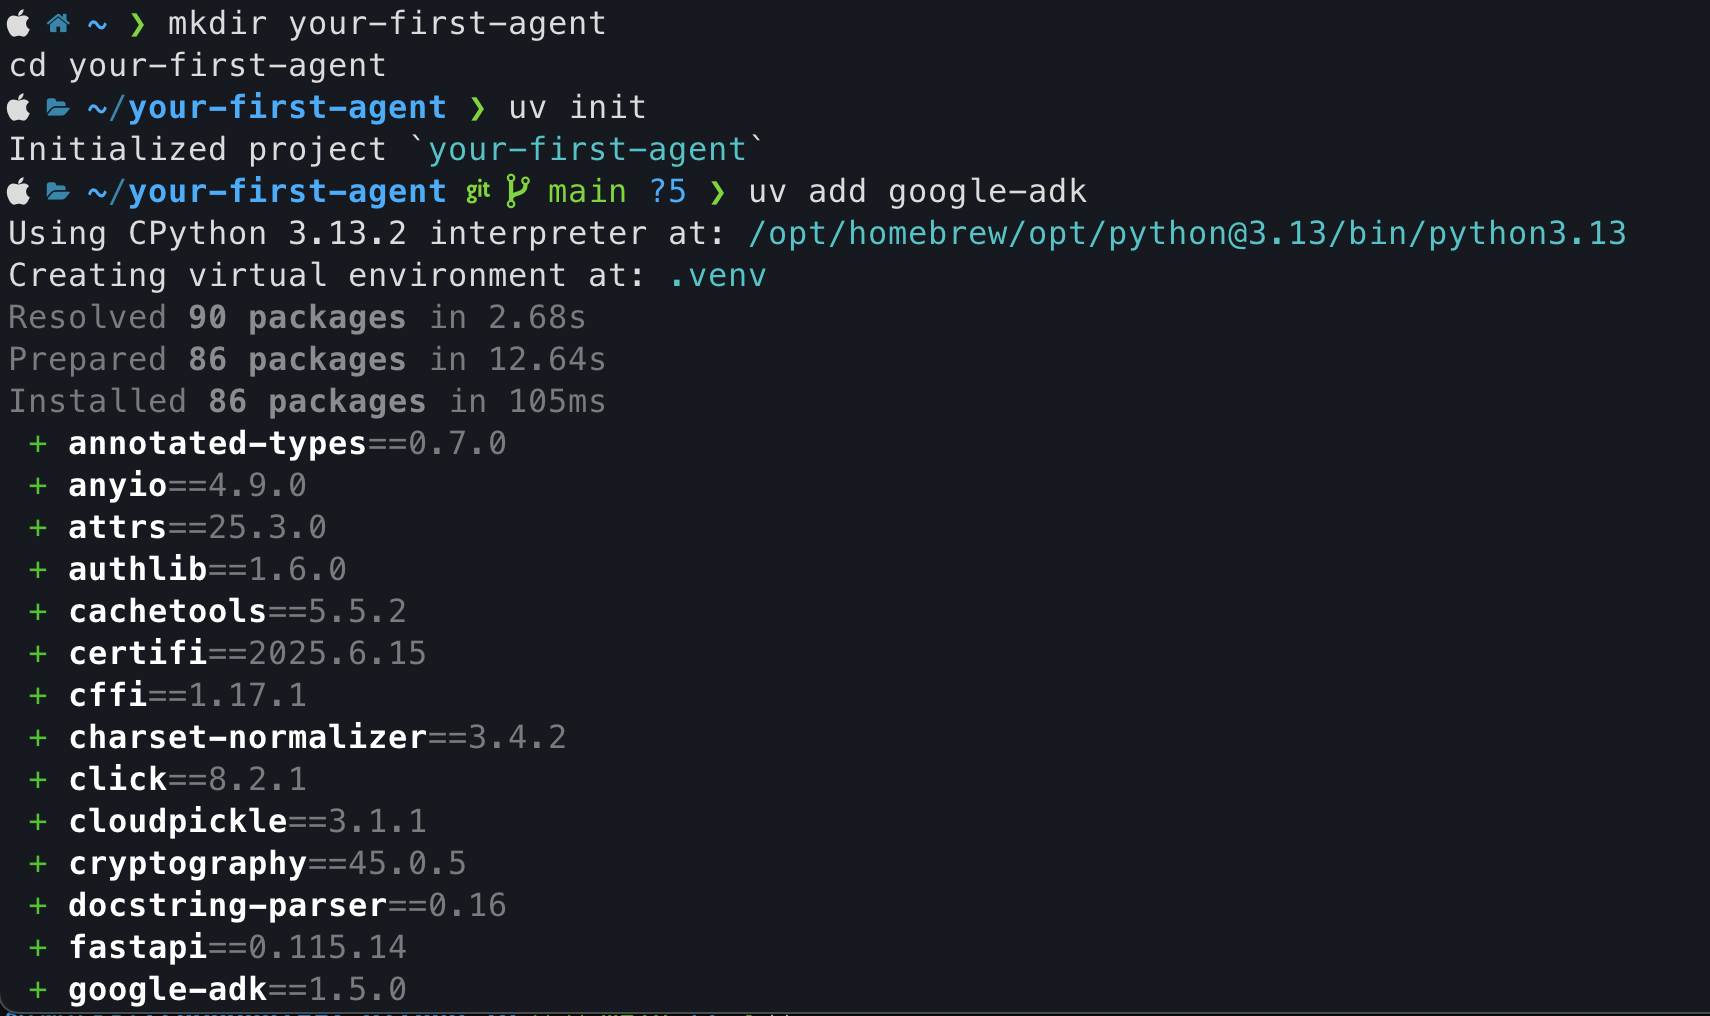 ~ ❯ mkdir your-first-agent
cd your-first-agent
~/your-first-agent ❯ uv init
Initialized project `your-first-agent`
~/your-first-agent git main ?5 ❯ uv add google-adk
Using CPython 3.13.2 interpreter at: /opt/homebrew/opt/python@3.13/bin/python3.13
Creating virtual environment at: .venv
Resolved 90 packages in 2.68s
Prepared 86 packages in 12.64s
Installed 86 packages in 105ms
+ annotated-types==0.7.0
+ anyio==4.9.0
+ attrs==25.3.0
+ authlib==1.6.0
+ cachetools==5.5.2
+ certifi==2025.6.15
+ cffi==1.17.1
+ charset-normalizer==3.4.2
+ click==8.2.1
+ cloudpickle==3.1.1
+ cryptography==45.0.5
+ docstring-parser==0.16
+ fastapi==0.115.14
+ google-adk==1.5.0